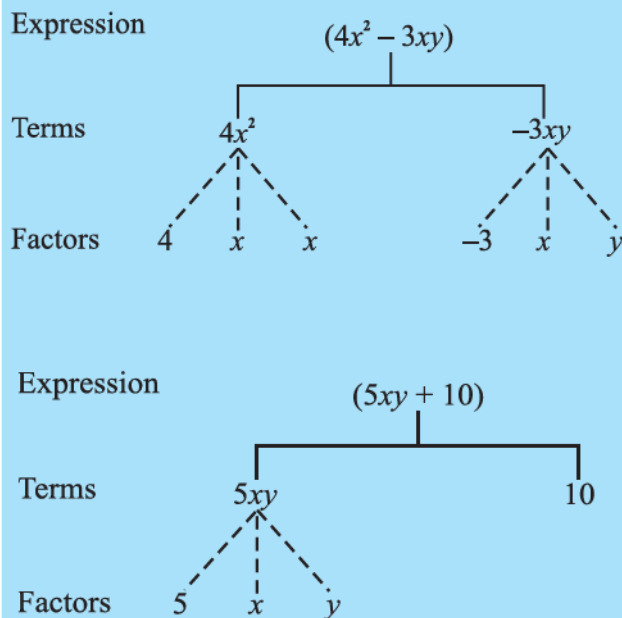 Expression (4x² – 3xy)
Terms 4x² –3xy
Factors 4 x x –3 x y
Expression (5xy + 10)
Terms 5xy 10
Factors 5 x y